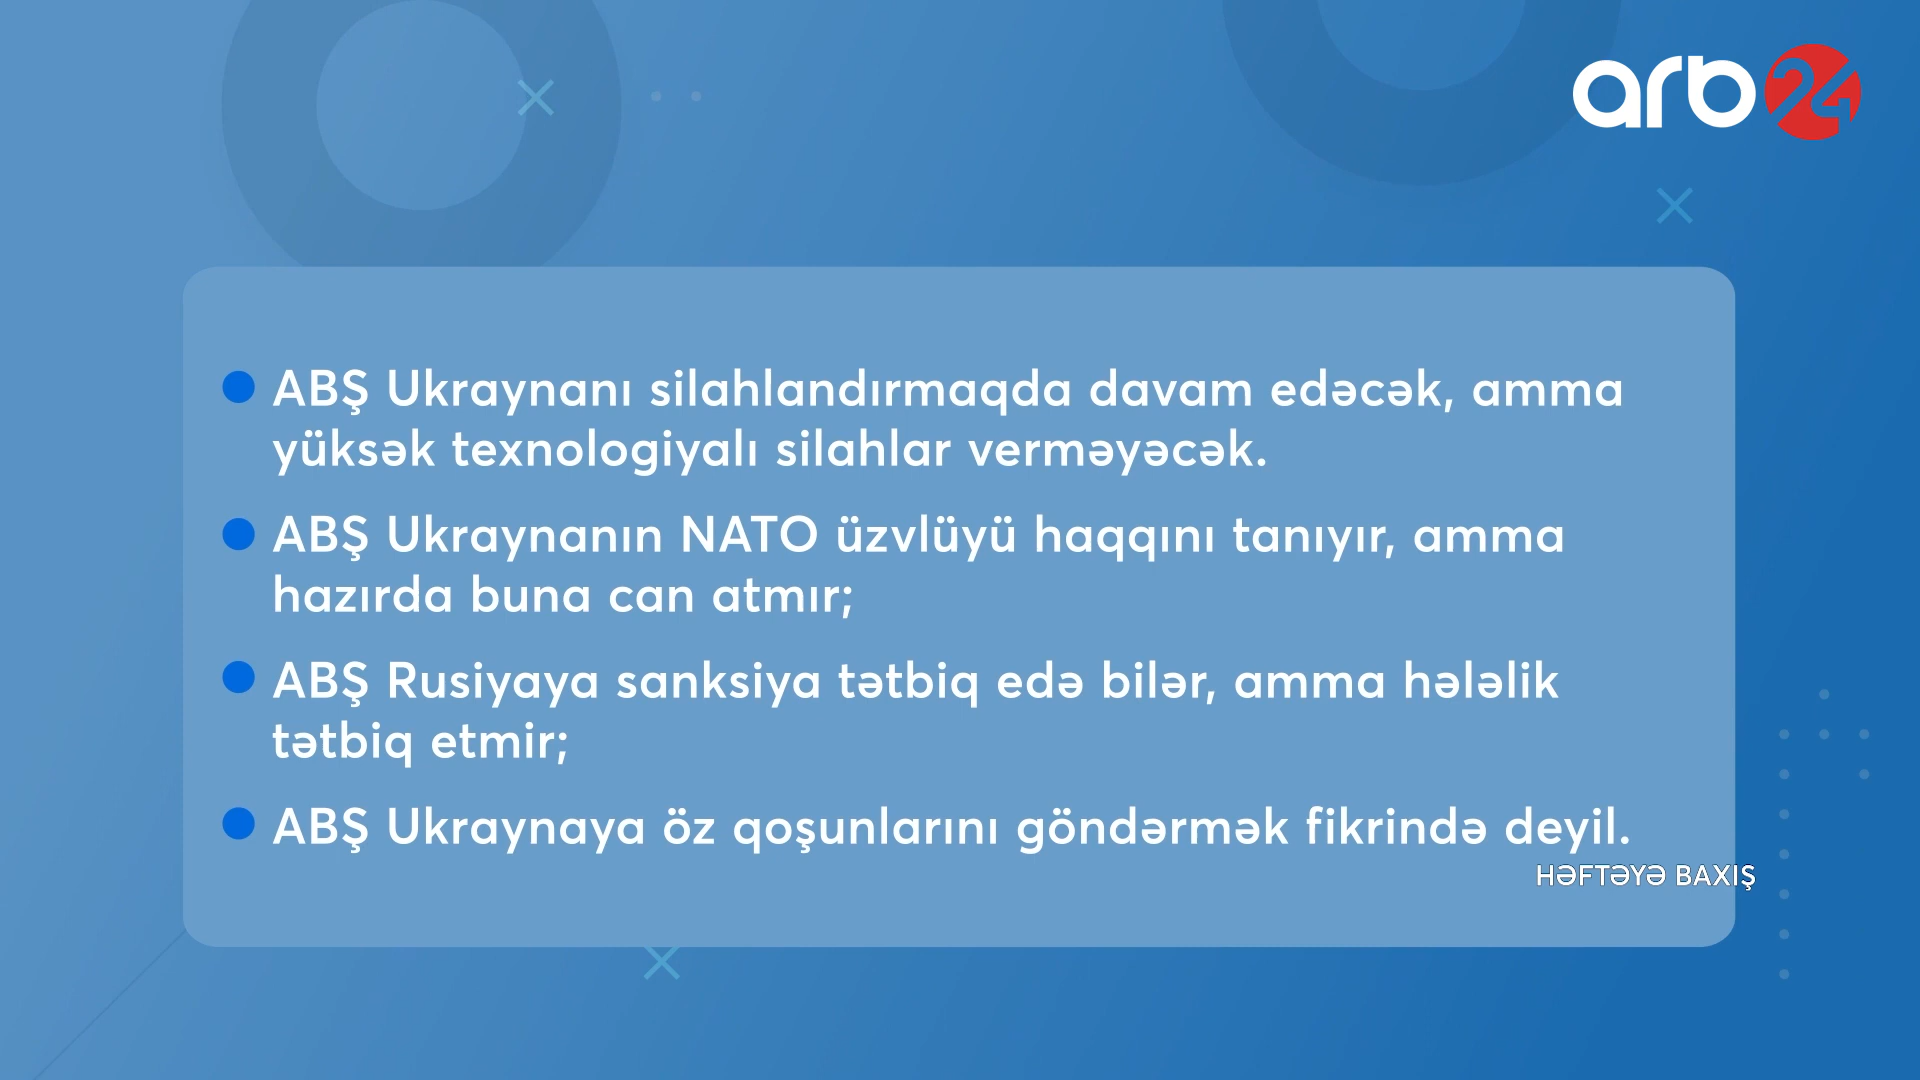 arb24
ABŞ Ukraynanı silahlandırmaqda davam edəcək, amma
yüksək texnologiyalı silahlar verməyəcək.
ABŞ Ukraynanın NATO üzvlüyü haqqını tanıyır, amma
hazırda buna can atmır;
ABŞ Rusiyaya sanksiya tətbiq edə bilər, amma hələlik
tətbiq etmir;
ABŞ Ukraynaya öz qoşunlarını göndərmək fikrində deyil.
HƏFTƏYƏ BAXIŞ